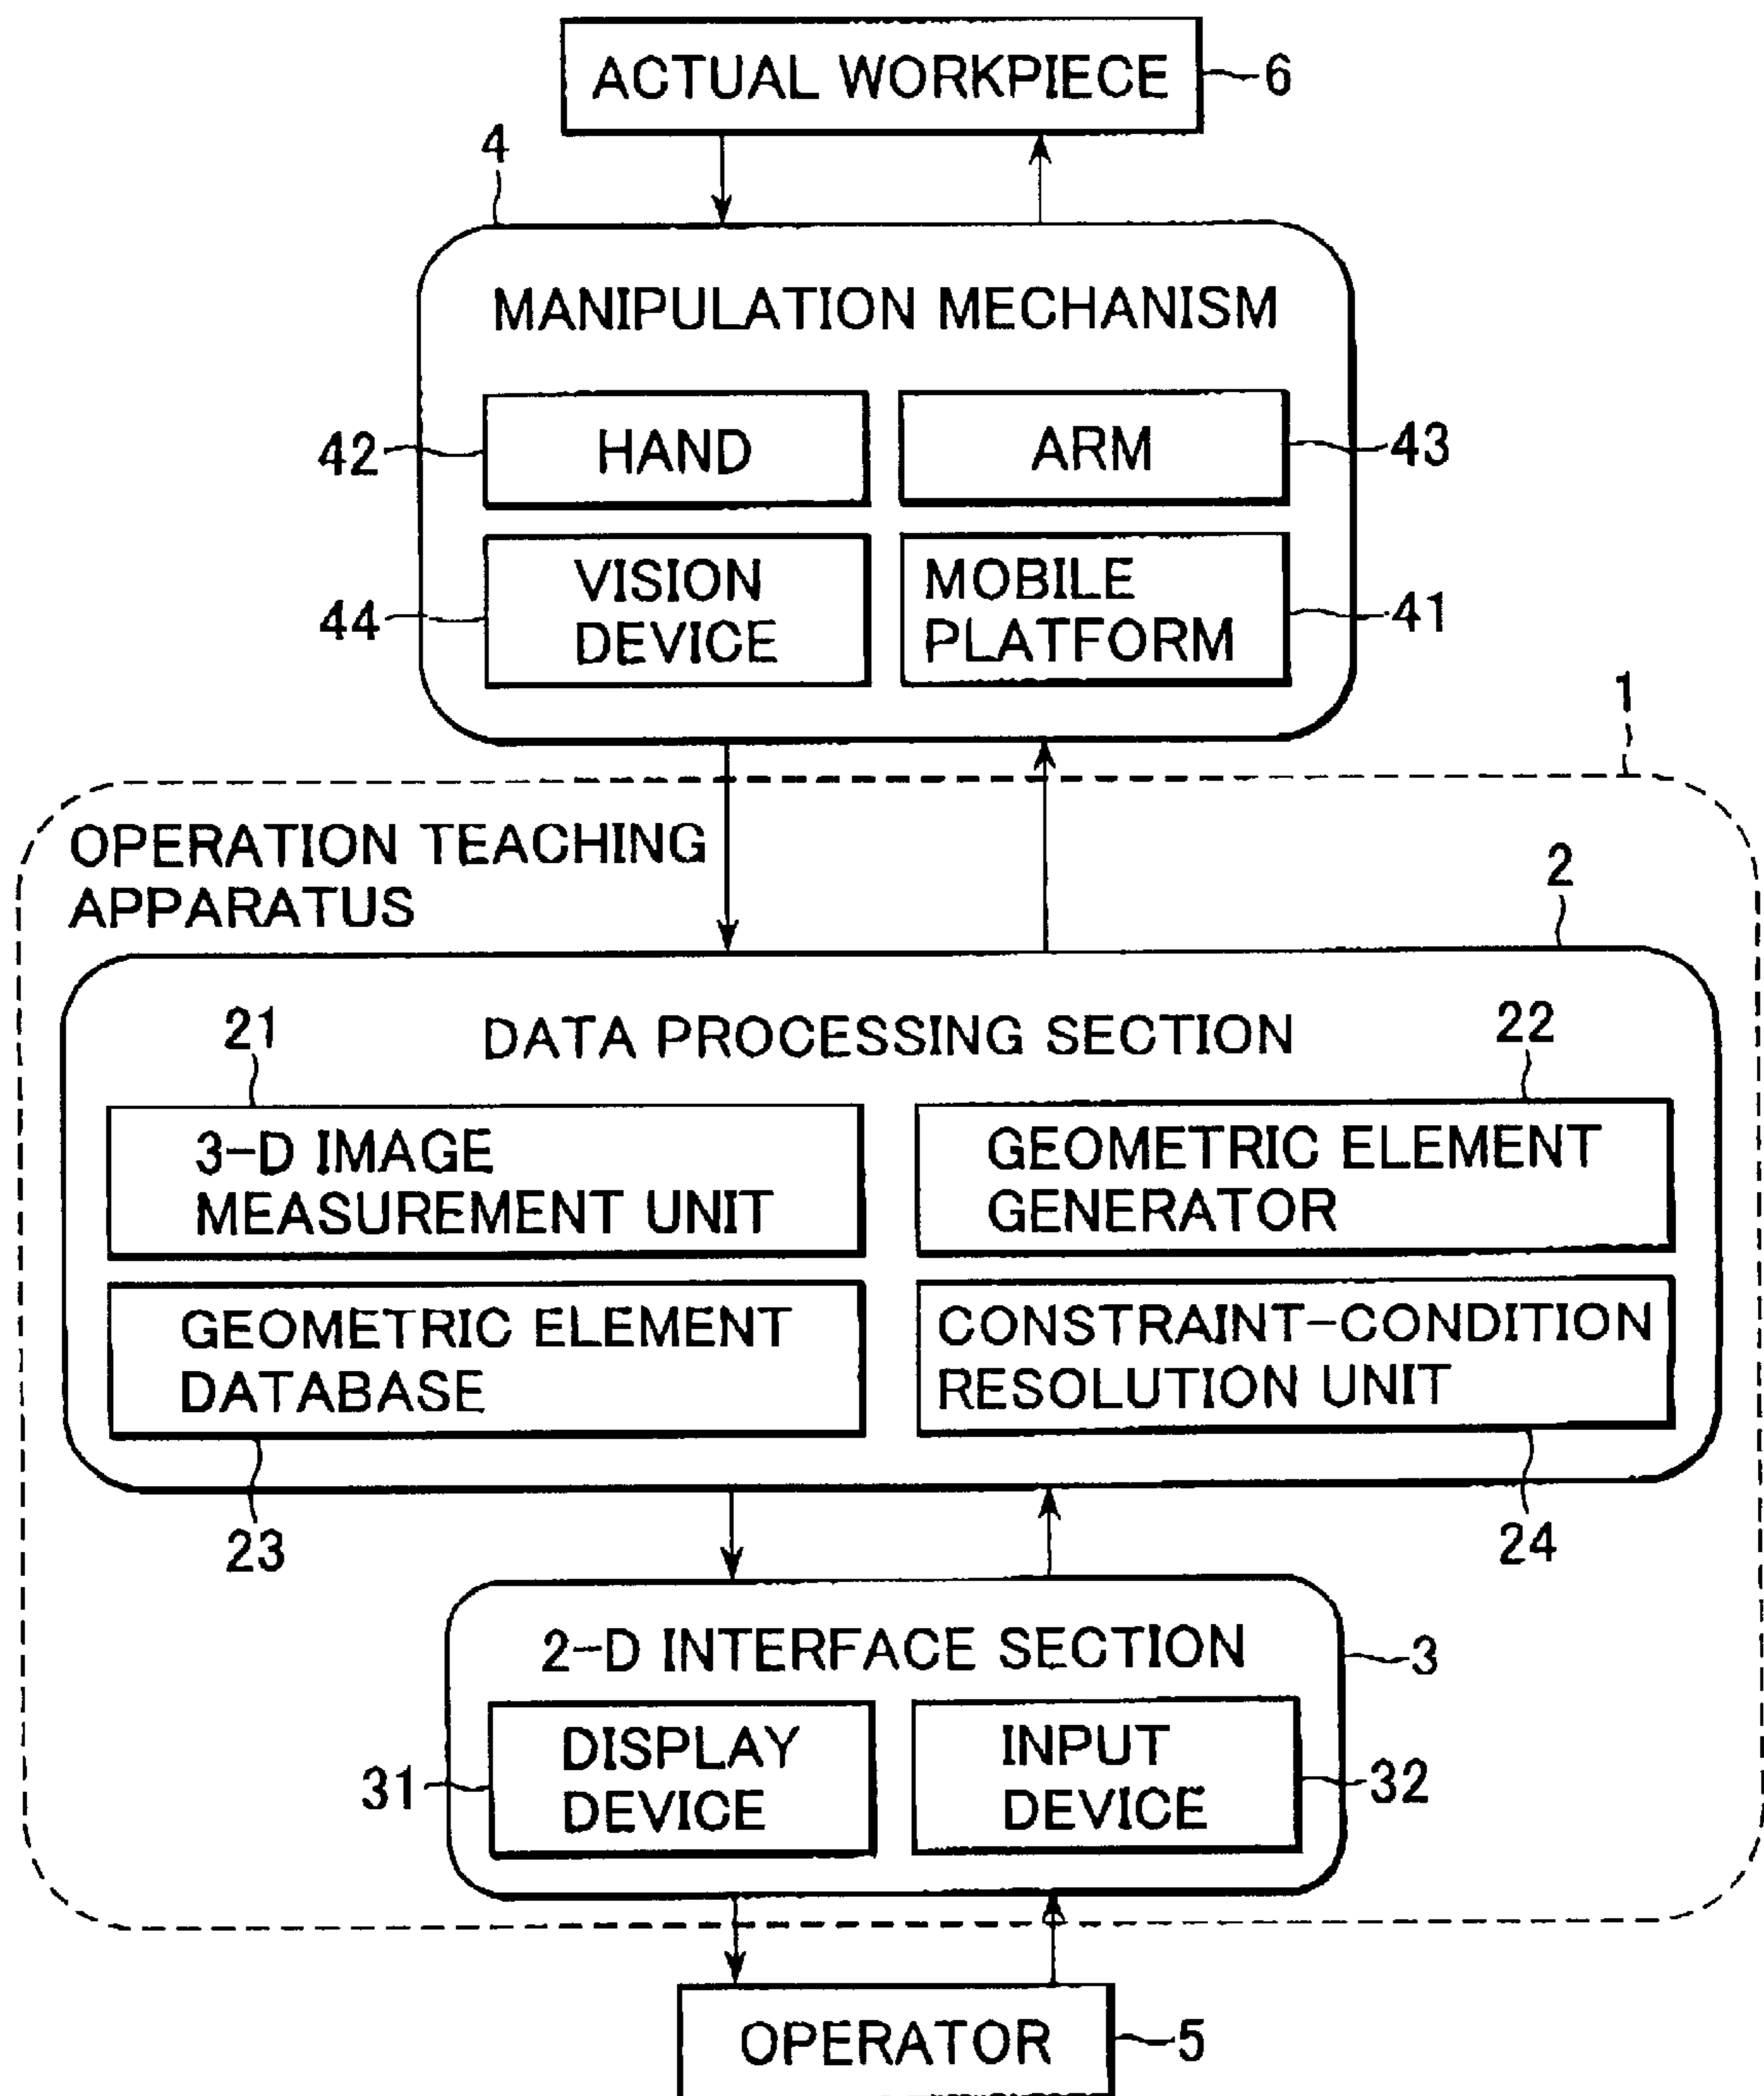 ACTUAL WORKPIECE
6
4
MANIPULATION MECHANISM
42
HAND
ARM
43
44
VISION
DEVICE
MOBILE
PLATFORM
41
1
OPERATION TEACHING
APPARATUS
2
DATA PROCESSING SECTION
21
22
3-D IMAGE
MEASUREMENT UNIT
GEOMETRIC ELEMENT
GENERATOR
GEOMETRIC ELEMENT
DATABASE
CONSTRAINT-CONDITION
RESOLUTION UNIT
23
24
2-D INTERFACE SECTION
3
31
DISPLAY
DEVICE
INPUT
DEVICE
32
OPERATOR
5